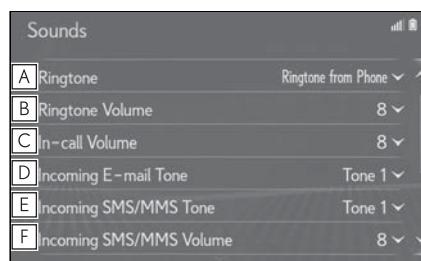 Sounds
A Ringtone Ringtone from Phone
B Ringtone Volume 8
C In-call Volume 8
D Incoming E-mail Tone Tone 1
E Incoming SMS/MMS Tone Tone 1
F Incoming SMS/MMS Volume 8